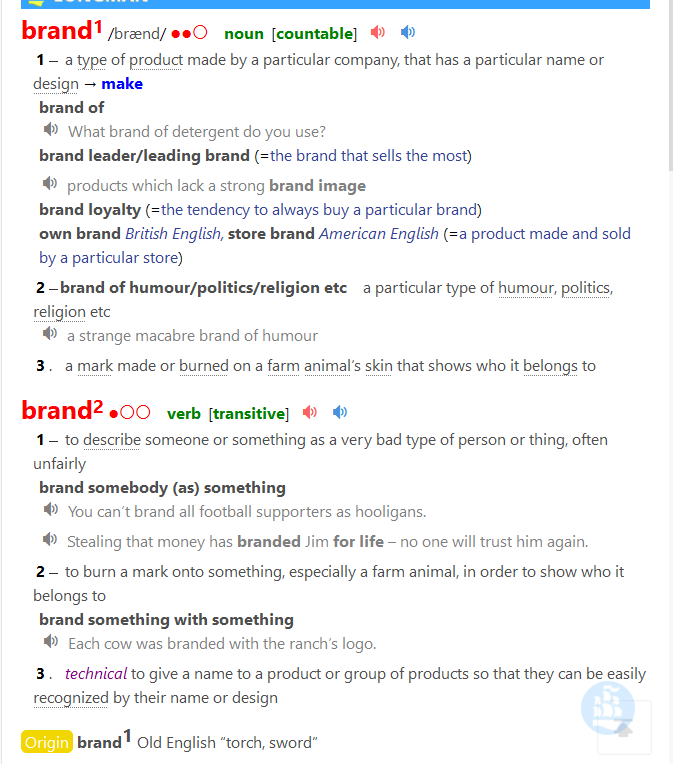 brand1 /brænd/ ●●○ noun [countable]
1 – a type of product made by a particular company, that has a particular name or
design → make
brand of
What brand of detergent do you use?
brand leader/leading brand (=the brand that sells the most)
products which lack a strong brand image
brand loyalty (=the tendency to always buy a particular brand)
own brand British English, store brand American English (=a product made and sold
by a particular store)
2 – brand of humour/politics/religion etc a particular type of humour, politics,
religion etc
a strange macabre brand of humour
3 . a mark made or burned on a farm animal’s skin that shows who it belongs to
brand2 ●○○ verb [transitive]
1 – to describe someone or something as a very bad type of person or thing, often
unfairly
brand somebody (as) something
You can’t brand all football supporters as hooligans.
Stealing that money has branded Jim for life – no one will trust him again.
2 – to burn a mark onto something, especially a farm animal, in order to show who it
belongs to
brand something with something
Each cow was branded with the ranch’s logo.
3 . technical to give a name to a product or group of products so that they can be easily
recognized by their name or design
Origin brand1 Old English “torch, sword”